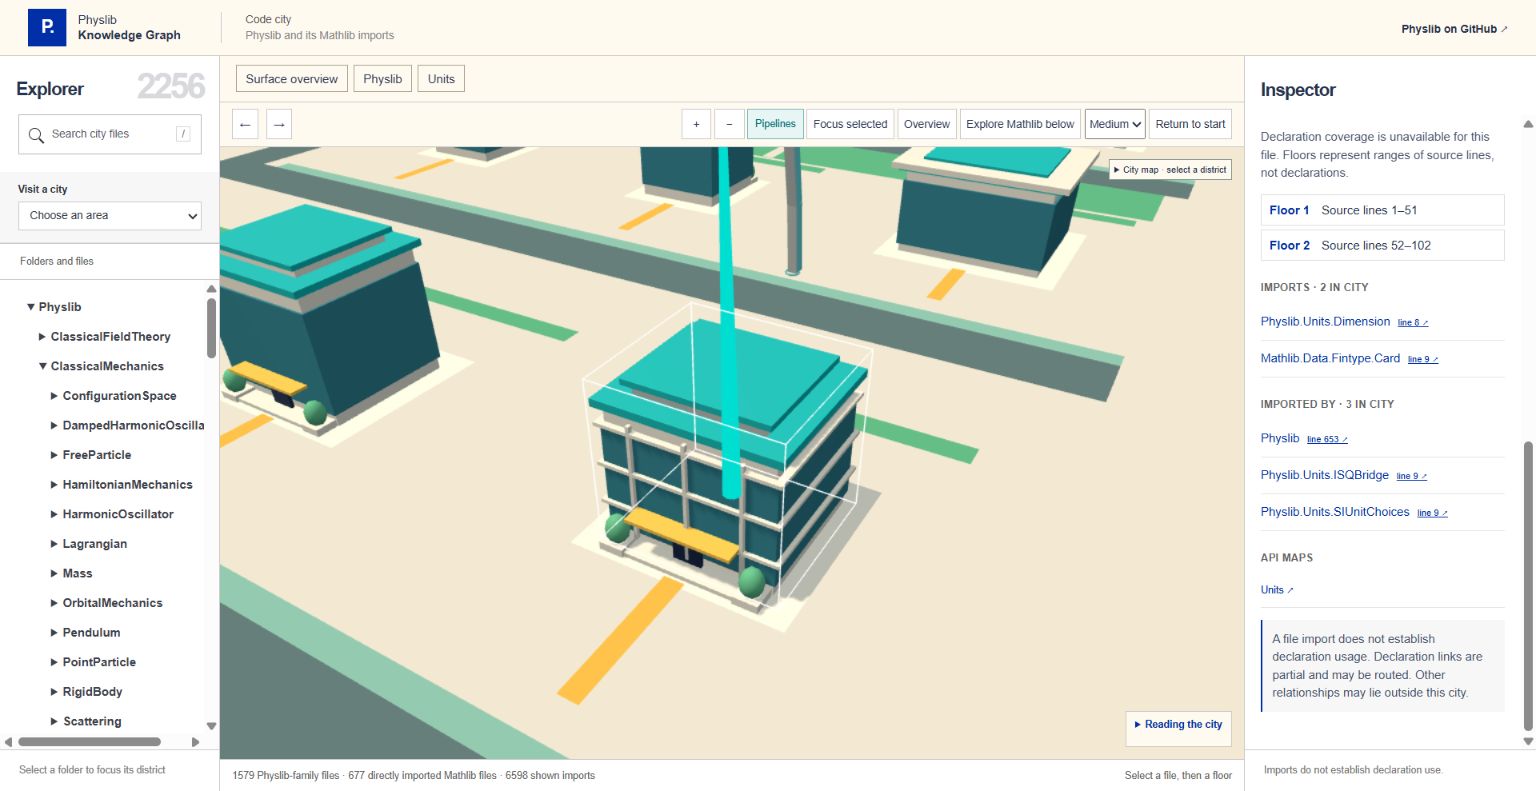 P.
Physlib
Knowledge Graph
Code city
Physlib and its Mathlib imports
Physlib on GitHub ↗
Explorer
2256
Search city files
/
Visit a city
Choose an area
Folders and files
▼ Physlib
▶ ClassicalFieldTheory
▼ ClassicalMechanics
▶ ConfigurationSpace
▶ DampedHarmonicOscilla
▶ FreeParticle
▶ HamiltonianMechanics
▶ HarmonicOscillator
▶ Lagrangian
▶ Mass
▶ OrbitalMechanics
▶ Pendulum
▶ PointParticle
▶ RigidBody
▶ Scattering
Select a folder to focus its district
Surface overview
Physlib
Units
← →
+
−
Pipelines
Focus selected
Overview
Explore Mathlib below
Medium
Return to start
▶ City map · select a district
▶ Reading the city
1579 Physlib-family files · 677 directly imported Mathlib files · 6598 shown imports
Select a file, then a floor
Inspector
Declaration coverage is unavailable for this
file. Floors represent ranges of source lines,
not declarations.
Floor 1 Source lines 1–51
Floor 2 Source lines 52–102
IMPORTS · 2 IN CITY
Physlib.Units.Dimension line 8 ↗
Mathlib.Data.Fintype.Card line 9 ↗
IMPORTED BY · 3 IN CITY
Physlib line 653 ↗
Physlib.Units.ISQBridge line 9 ↗
Physlib.Units.SIUnitChoices line 9 ↗
API MAPS
Units ↗
A file import does not establish
declaration usage. Declaration links are
partial and may be routed. Other
relationships may lie outside this city.
Imports do not establish declaration use.